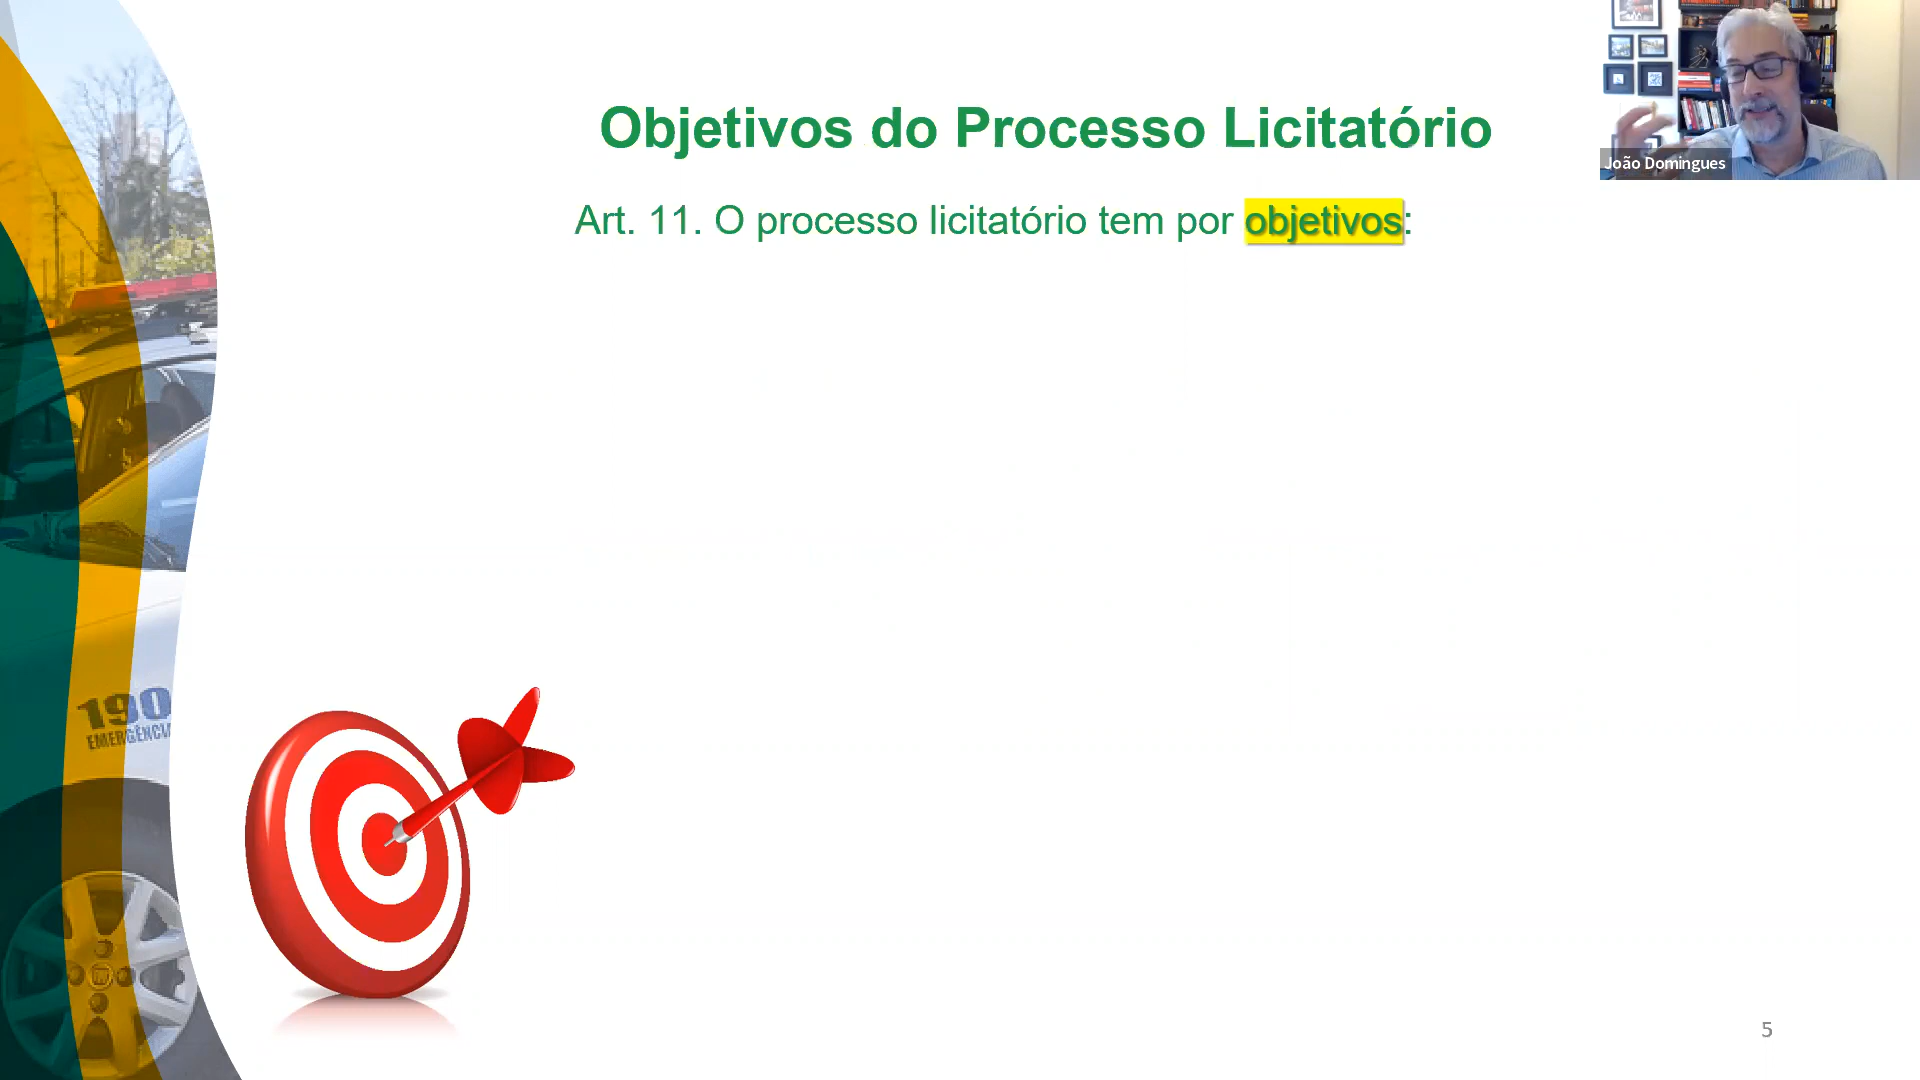 Objetivos do Processo Licitatório
João Domingues
Art. 11. O processo licitatório tem por objetivos:
190
EMERGÊNCIA
5